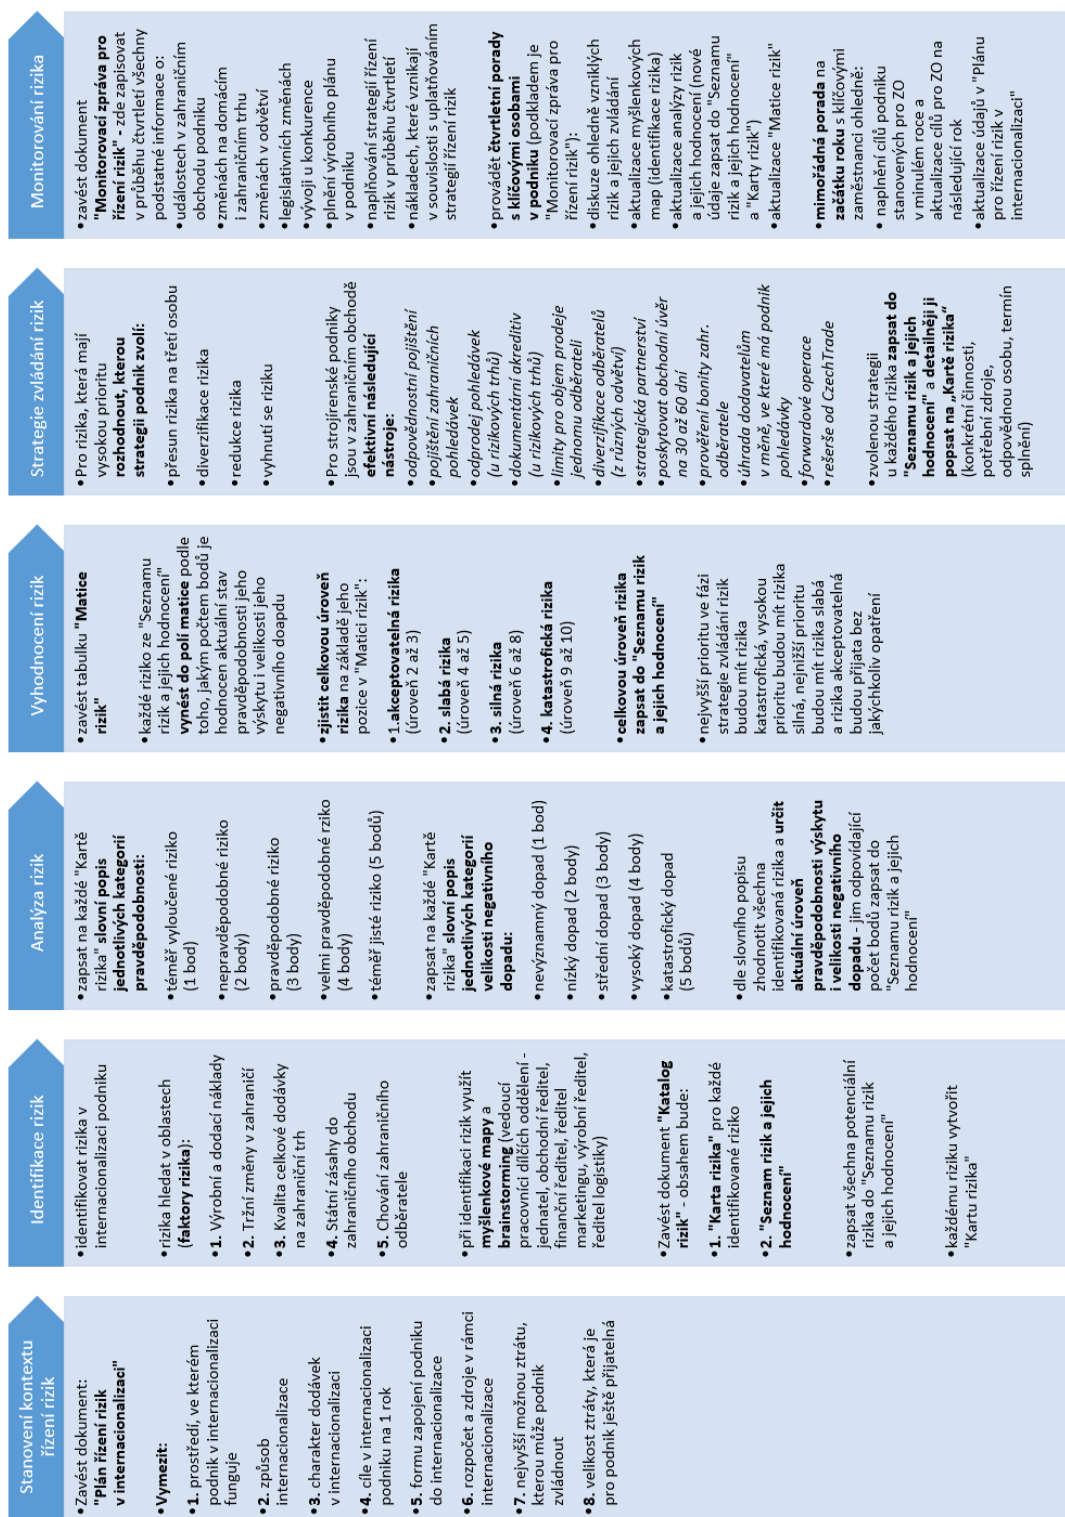 Stanovení kontextu
řízení rizik
•Zavést dokument:
"Plán řízení rizik
v internacionalizaci"
•Vymezit:
•1. prostředí, ve kterém
podnik v internacionalizaci
funguje
•2. způsob
internacionalizace
•3. charakter dodávek
v internacionalizaci
•4. cíle v internacionalizaci
podniku na 1 rok
•5. formu zapojení podniku
do internacionalizace
•6. rozpočet a zdroje v rámci
internacionalizace
•7. nejvyšší možnou ztrátu,
kterou může podnik
zvládnout
•8. velikost ztráty, která je
pro podnik ještě přijatelná
Identifikace rizik
•identifikovat rizika v
internacionalizaci podniku
•rizika hledat v oblastech
(faktory rizika):
•1. Výrobní a dodací náklady
•2. Tržní změny v zahraničí
•3. Kvalita celkové dodávky
na zahraniční trh
•4. Státní zásahy do
zahraničního obchodu
•5. Chování zahraničního
odběratele
•při identifikaci rizik využít
myšlenkové mapy a
brainstorming (vedoucí
pracovníci dílčích oddělení -
jednatel, obchodní ředitel,
finanční ředitel, ředitel
marketingu, výrobní ředitel,
ředitel logistiky)
•Zavést dokument "Katalog
rizik" - obsahem bude:
•1. "Karta rizika" pro každé
identifikované riziko
•2. "Seznam rizik a jejich
hodnocení"
•zapsat všechna potenciální
rizika do "Seznamu rizik
a jejich hodnocení"
•každému riziku vytvořit
"Kartu rizika"
Analýza rizik
•zapsat na každé "Kartě
rizika" slovní popis
jednotlivých kategorií
pravděpodobnosti:
•téměř vyloučené riziko
(1 bod)
•nepravděpodobné riziko
(2 body)
•pravděpodobné riziko
(3 body)
•velmi pravděpodobné rziko
(4 body)
•téměř jisté riziko (5 bodů)
•zapsat na každé "Kartě
rizika" slovní popis
jednotlivých kategorií
velikosti negativního
dopadu:
•nevýznamný dopad (1 bod)
•nízký dopad (2 body)
•střední dopad (3 body)
•vysoký dopad (4 body)
•katastrofický dopad
(5 bodů)
•dle slovního popisu
zhodnotit všechna
identifikovaná rizika a určit
aktuální úroveň
pravděpodobnosti výskytu
i velikosti negativního
dopadu - jim odpovídající
počet bodů zapsat do
"Seznamu rizik a jejich
hodnocení"
Vyhodnocení rizik
•zavést tabulku "Matice
rizik"
•každé riziko ze "Seznamu
rizik a jejich hodnocení"
vynést do polí matice podle
toho, jakým počtem bodů je
hodnocen aktuální stav
pravděpodobnosti jeho
výskytu i velikosti jeho
negativního doapdu
•zjistit celkovou úroveň
rizika na základě jeho
pozice v "Matici rizik":
•1.akceptovatelná rizika
(úroveň 2 až 3)
•2. slabá rizika
(úroveň 4 až 5)
•3. silná rizika
(úroveň 6 až 8)
•4. katastrofická rizika
(úroveň 9 až 10)
•celkovou úroveň rizika
zapsat do "Seznamu rizik
a jejich hodnocení"
•nejvyšší prioritu ve fázi
strategie zvládání rizik
budou mít rizika
katastrofická, vysokou
prioritu budou mít rizika
silná, nejnižší prioritu
budou mít rizika slabá
a rizika akceptovatelná
budou přijata bez
jakýchkoliv opatření
Strategie zvládání rizik
•Pro rizika, která mají
vysokou prioritu
rozhodnout, kterou
strategii podnik zvolí:
•přesun rizika na třetí osobu
•diverzifikace rizika
•redukce rizika
•vyhnutí se riziku
•Pro strojírenské podniky
jsou v zahraničním obchodě
efektivní následující
nástroje:
•odpovědnostní pojištění
•pojištění zahraničních
pohledávek
•odprodej pohledávek
(u rizikových trhů)
•dokumentární akreditiv
(u rizikových trhů)
•limity pro objem prodeje
jednomu odběrateli
•diverzifikace odběratelů
(z různých odvětví)
•strategická partnerství
•poskytovat obchodní úvěr
na 30 až 60 dní
•prověření bonity zahr.
odběratele
•úhrada dodavatelům
v měně, ve které má podnik
pohledávky
•forwardové operace
•rešerše od CzechTrade
•zvolenou strategii
u každého rizika zapsat do
"Seznamu rizik a jejich
hodnocení" a detailněji ji
popsat na „Kartě rizika“
(konkrétní činnosti,
potřební zdroje,
odpovědnou osobu, termín
splnění)
Monitorování rizika
•zavést dokument
"Monitorovací zpráva pro
řízení rizik" - zde zapisovat
v průběhu čtvrtletí všechny
podstatné informace o:
•událostech v zahraničním
obchodu podniku
•změnách na domácím
i zahraničním trhu
•změnách v odvětví
•legislativních změnách
•vývoji u konkurence
•plnění výrobního plánu
v podniku
•naplňování strategií řízení
rizik v průběhu čtvrtletí
•nákladech, které vznikají
v souvislosti s uplatňováním
strategií řízení rizik
•provádět čtvrtletní porady
s klíčovými osobami
v podniku (podkladem je
"Monitorovací zpráva pro
řízení rizik"):
•diskuze ohledně vzniklých
rizik a jejich zvládání
•aktualizace myšlenkových
map (identifikace rizika)
•aktualizace analýzy rizik
a jejich hodnocení (nové
údaje zapsat do "Seznamu
rizik a jejich hodnocení"
a "Karty rizik")
•aktualizace "Matice rizik"
•mimořádná porada na
začátku roku s klíčovými
zaměstnanci ohledně:
•naplnění cílů podniku
stanovených pro ZO
v minulém roce a
aktualizace cílů pro ZO na
následující rok
•aktualizace údajů v "Plánu
pro řízení rizik v
internacionalizaci"